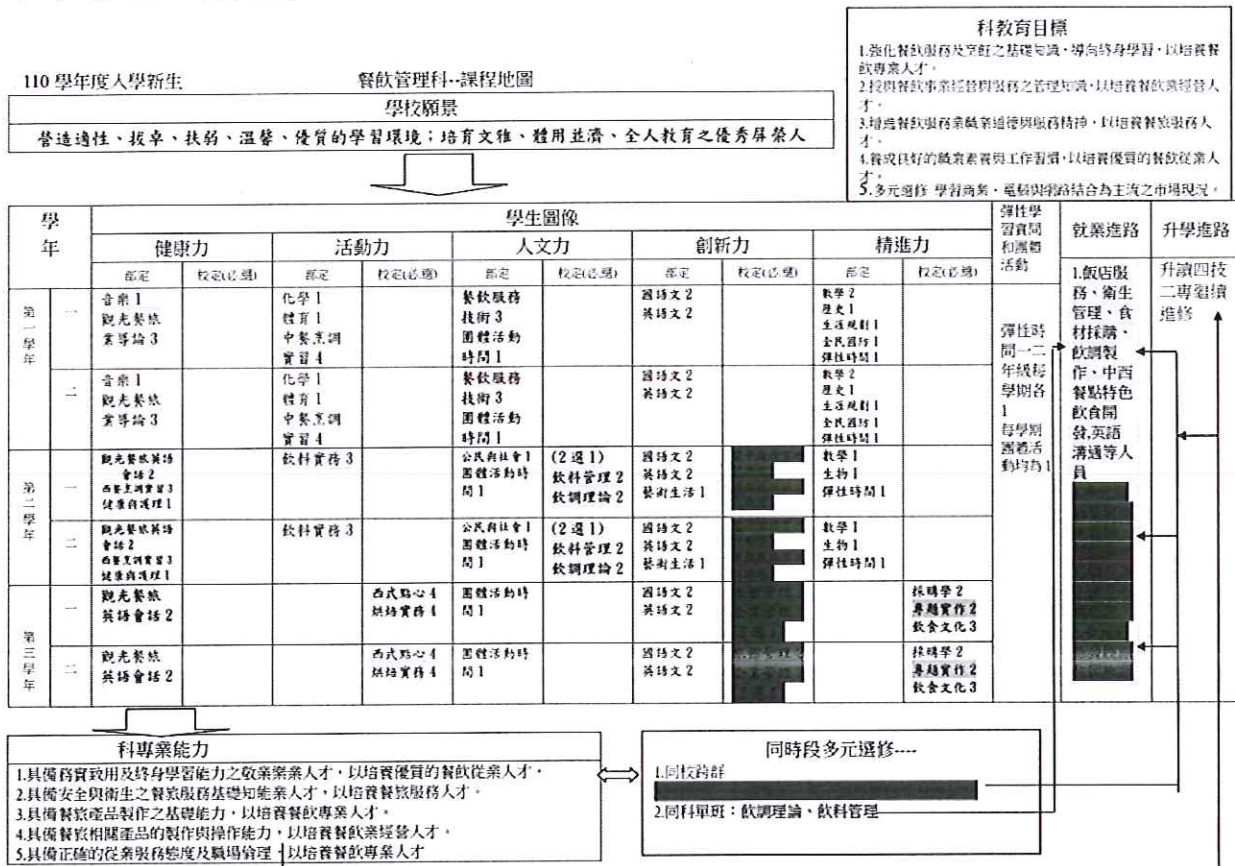 科教育目標
1.強化餐飲服務及烹飪之基礎知識,導向終身學習,以培養餐
飲專業人才。
2.授與餐飲事業經營與服務之管理知識,以培養餐飲業經營人
才。
3.增進餐飲服務業職業道德與服務精神,以培養餐旅服務人
才。
4.養成良好的職業素養與工作習慣,以培養優質的餐飲從業人
才。
5.多元選修 學習商業、電腦與網路結合為主流之市場現況。
110 學年度入學新生
餐飲管理科--課程地圖
學校願景
營造適性、拔卓、扶弱、溫馨、優質的學習環境;培育文雅、體用並濟、全人教育之優秀屏榮人
學年
學生圖像
彈性學
習實間
和團體
活動
就業進路
升學進路
健康力
活動力
人文力
創新力
精進力
部定
校定(必選)
部定
校定(必選)
部定
校定(必選)
部定
校定(必選)
部定
校定(必選)
第一學年
一
音樂 1
觀光餐旅
業導論 3
化學 1
體育 1
中餐烹調
實習 4
餐飲服務
技術 3
團體活動
時間 1
國語文 2
英語文 2
數學 2
歷史 1
生涯規劃 1
全民國防 1
彈性時間 1
二
音樂 1
觀光餐旅
業導論 3
化學 1
體育 1
中餐烹調
實習 4
餐飲服務
技術 3
團體活動
時間 1
國語文 2
英語文 2
數學 2
歷史 1
生涯規劃 1
全民國防 1
彈性時間 1
第二學年
一
觀光餐旅英語
會話 2
西餐烹調實習 3
健康與護理 1
飲料實務 3
公民與社會 1
團體活動時
間 1
(2 選 1)
飲料管理 2
飲調理論 2
國語文 2
英語文 2
藝術生活 1
數學 1
生物 1
彈性時間 1
二
觀光餐旅英語
會話 2
西餐烹調實習 3
健康與護理 1
飲料實務 3
公民與社會 1
團體活動時
間 1
(2 選 1)
飲料管理 2
飲調理論 2
國語文 2
英語文 2
藝術生活 1
數學 1
生物 1
彈性時間 1
第三學年
一
觀光餐旅
英語會話 2
西式點心 4
烘焙實務 4
團體活動時
間 1
國語文 2
英語文 2
採購學 2
專題實作 2
飲食文化 3
二
觀光餐旅
英語會話 2
西式點心 4
烘焙實務 4
團體活動時
間 1
國語文 2
英語文 2
採購學 2
專題實作 2
飲食文化 3
彈性時
間一二
年級每
學期各
1
每學期
團體活
動均為 1
1.飯店服
務、衛生
管理、食
材採購、
飲調製
作、中西
餐點特色
飲食開
發,英語
溝通等人
員
升讀四技
二專繼續
進修
科專業能力
1.具備務實致用及終身學習能力之敬業樂業人才,以培養優質的餐飲從業人才。
2.具備安全與衛生之餐旅服務基礎知能業人才,以培養餐旅服務人才。
3.具備餐旅產品製作之基礎能力,以培養餐飲專業人才。
4.具備餐旅相關產品的製作與操作能力,以培養餐飲業經營人才。
5.具備正確的從業服務態度及職場倫理,以培養餐飲專業人才
同時段多元選修----
1.同校跨群
2.同科單班:飲調理論、飲料管理